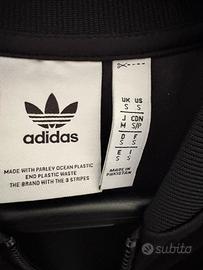 adidas
MADE WITH PARLEY OCEAN PLASTIC
END PLASTIC WASTE
THE BRAND WITH THE 3 STRIPES
UK US
S S
J CDN
M S/P
D F
S S
E I
MADE IN
PAKISTAN
subito